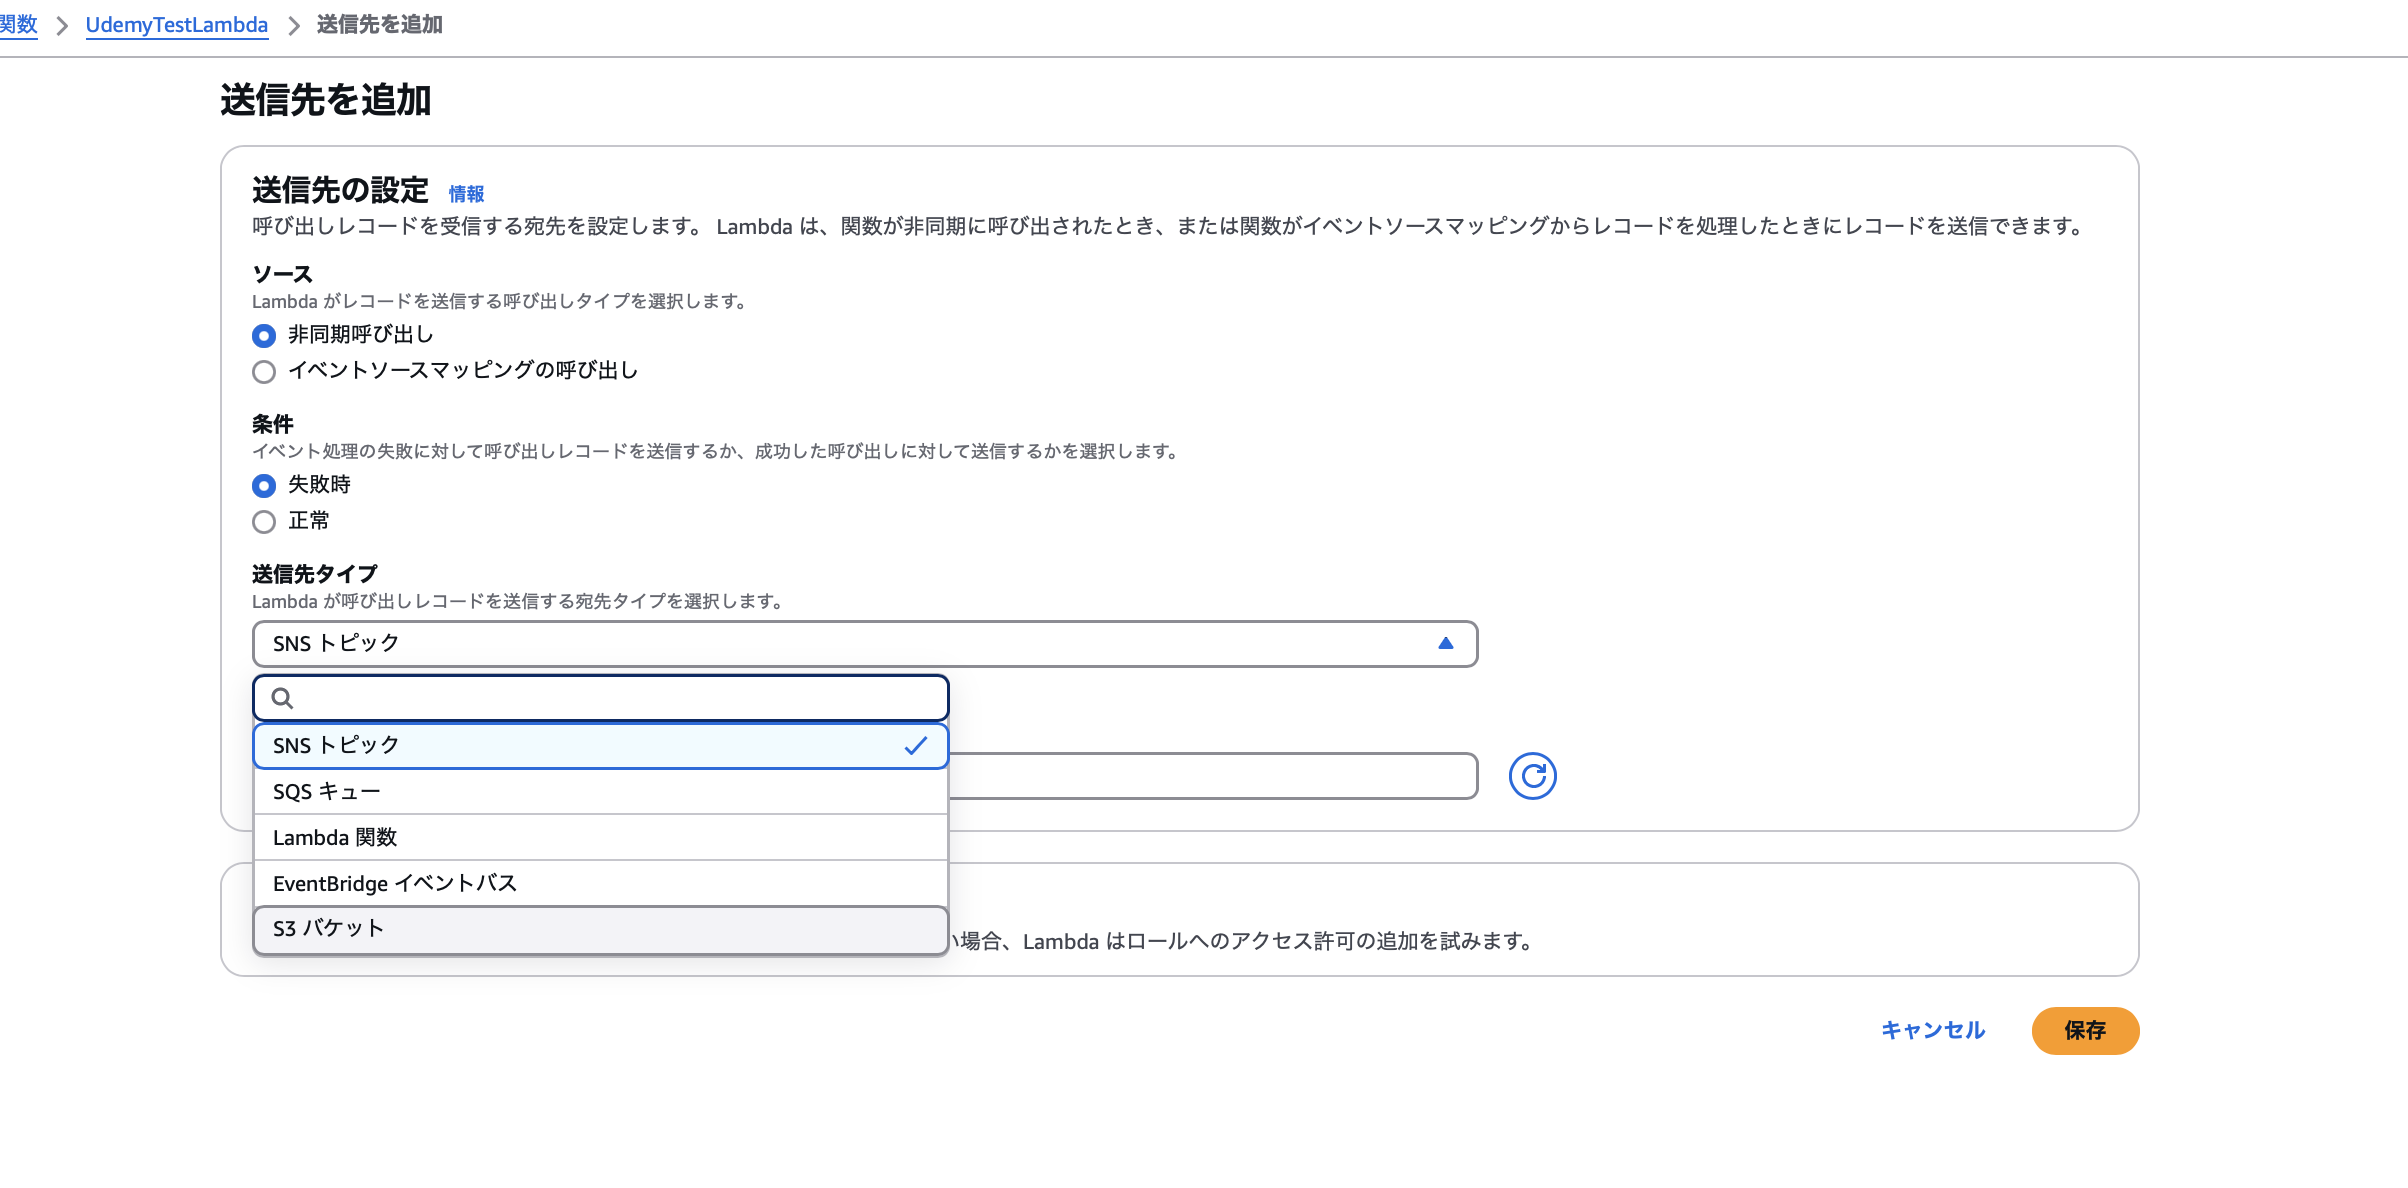 関数 > UdemyTestLambda > 送信先を追加
送信先を追加
送信先の設定 情報
呼び出しレコードを受信する宛先を設定します。 Lambda は、関数が非同期に呼び出されたとき、または関数がイベントソースマッピングからレコードを処理したときにレコードを送信できます。
ソース
Lambda がレコードを送信する呼び出しタイプを選択します。
非同期呼び出し
イベントソースマッピングの呼び出し
条件
イベント処理の失敗に対して呼び出しレコードを送信するか、成功した呼び出しに対して送信するかを選択します。
失敗時
正常
送信先タイプ
Lambda が呼び出しレコードを送信する宛先タイプを選択します。
SNS トピック
SNS トピック
SQS キュー
Lambda 関数
EventBridge イベントバス
S3 バケット
い場合、Lambda はロールへのアクセス許可の追加を試みます。
キャンセル
保存